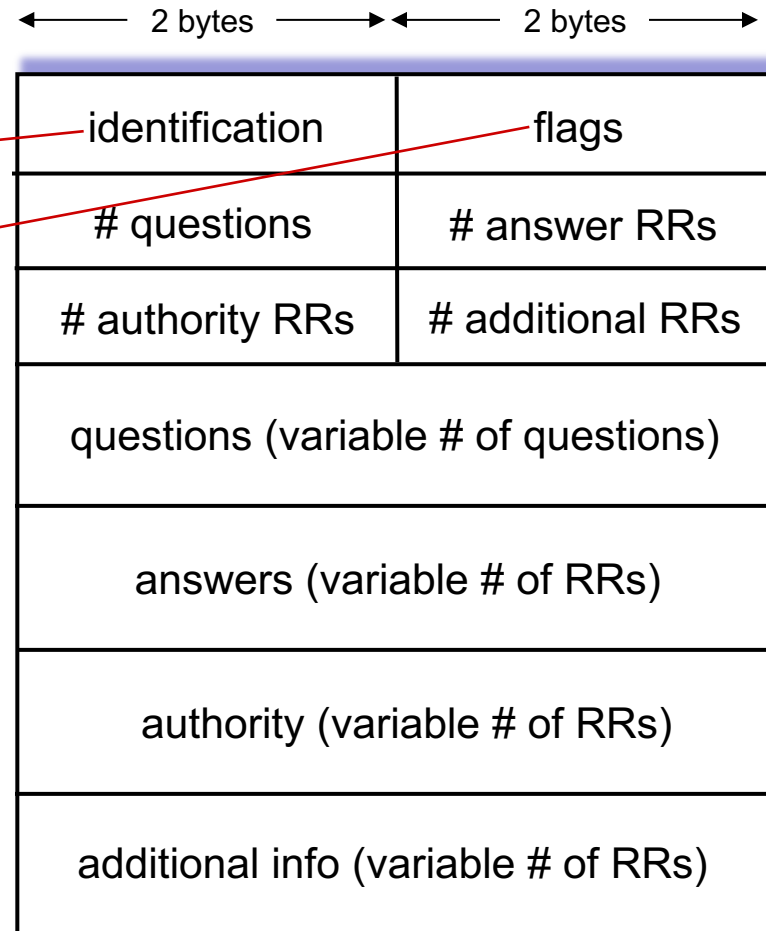 2 bytes 2 bytes
identification flags
# questions # answer RRs
# authority RRs # additional RRs
questions (variable # of questions)
answers (variable # of RRs)
authority (variable # of RRs)
additional info (variable # of RRs)